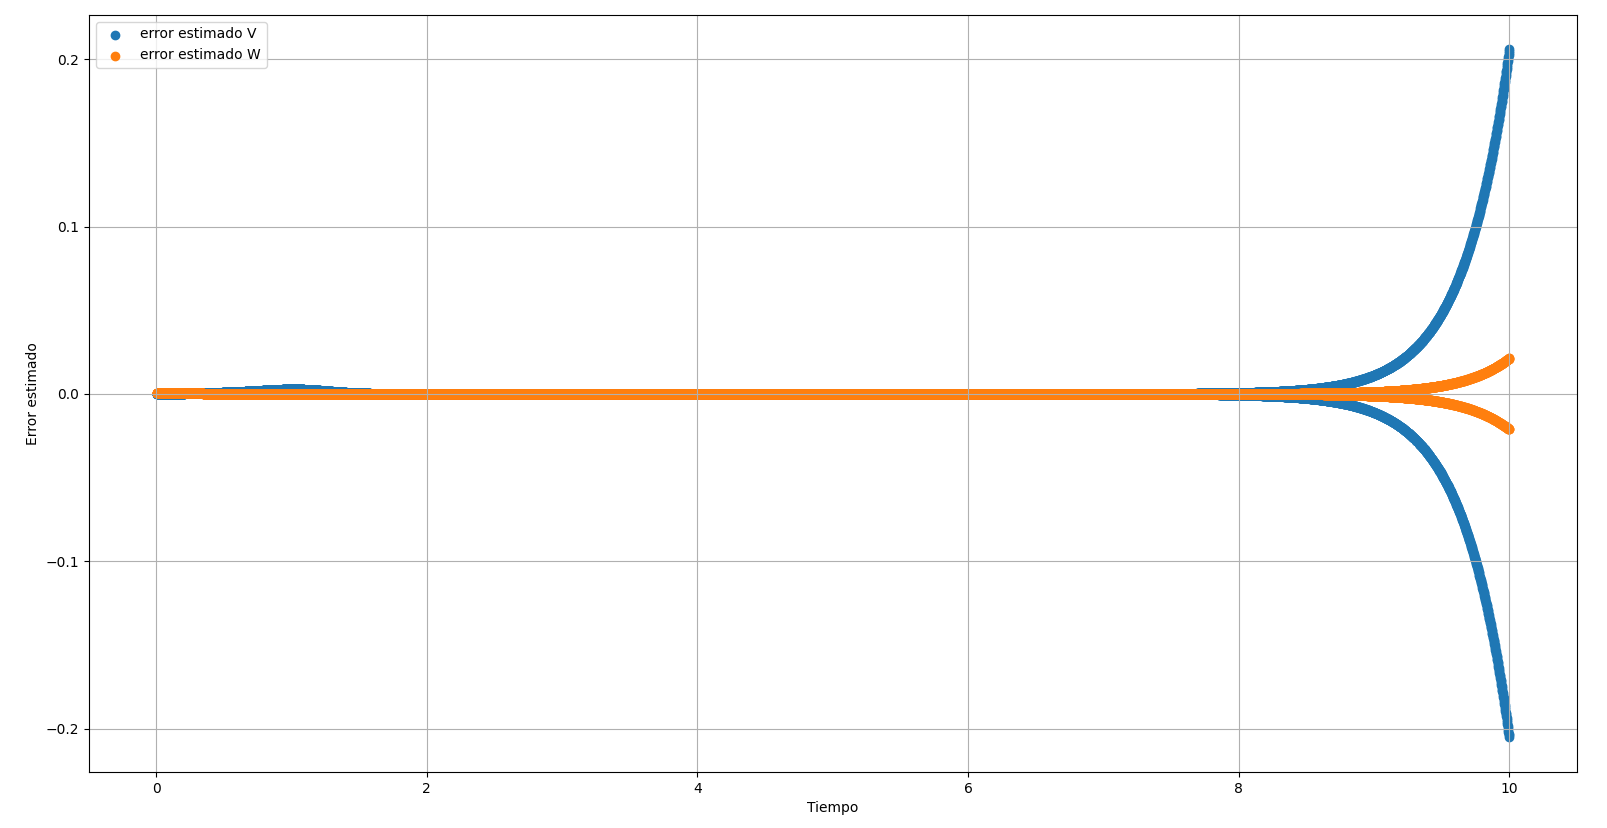 error estimado V
error estimado W
0.2
0.1
0.0
−0.1
−0.2
Error estimado
0 2 4 6 8 10
Tiempo